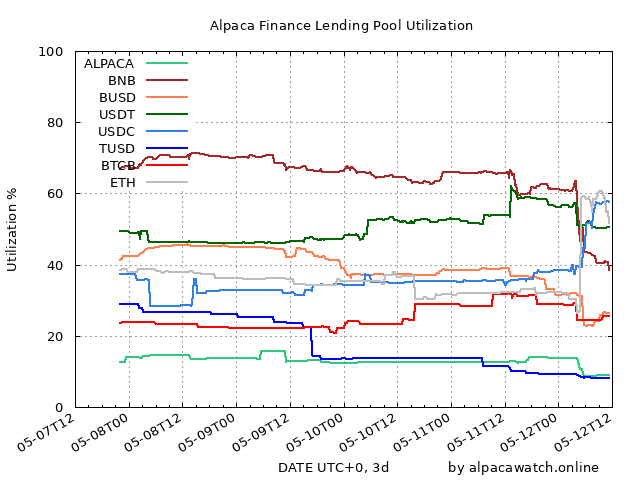 Alpaca Finance Lending Pool Utilization
100
80
60
40
20
0
Utilization %
ALPACA
BNB
BUSD
USDT
USDC
TUSD
BTCB
ETH
05-07T12
05-08T00
05-08T12
05-09T00
05-09T12
05-10T00
05-10T12
05-11T00
05-11T12
05-12T00
05-12T12
DATE UTC+0, 3d
by alpacawatch.online